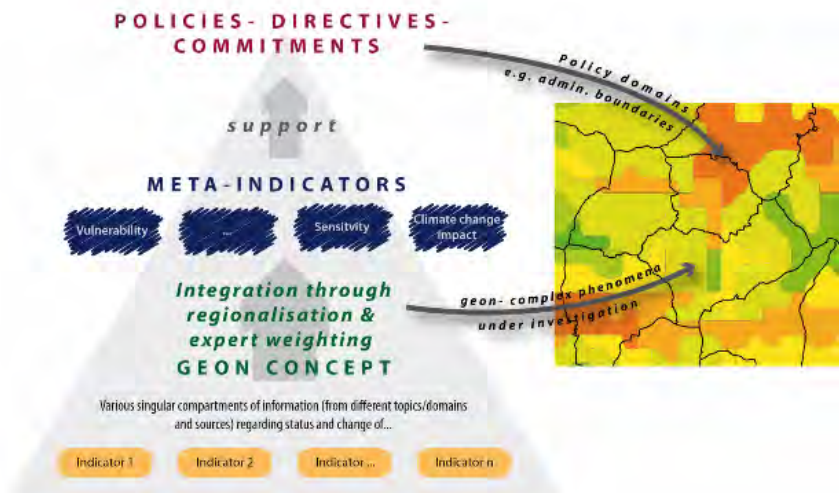 POLICIES- DIRECTIVES-
COMMITMENTS
Policy domains
e.g. admin. boundaries
support
META-INDICATORS
Vulnerability
...
Sensitvity
Climate change
impact
Integration through
regionalisation &
expert weighting
GEON CONCEPT
geon- complex phenomena
under investigation
Various singular compartments of information (from different topics/domains
and sources) regarding status and change of...
Indicator 1
Indicator 2
Indicator ...
Indicator n